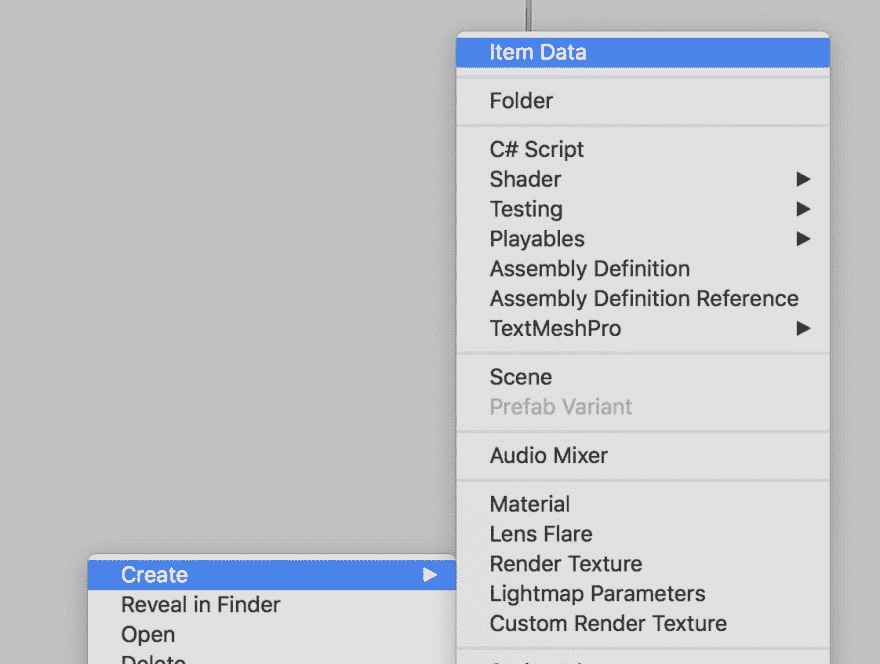 Item Data
Folder
C# Script
Shader
Testing
Playables
Assembly Definition
Assembly Definition Reference
TextMeshPro
Scene
Prefab Variant
Audio Mixer
Material
Lens Flare
Render Texture
Lightmap Parameters
Custom Render Texture
Create
Reveal in Finder
Open
Delete